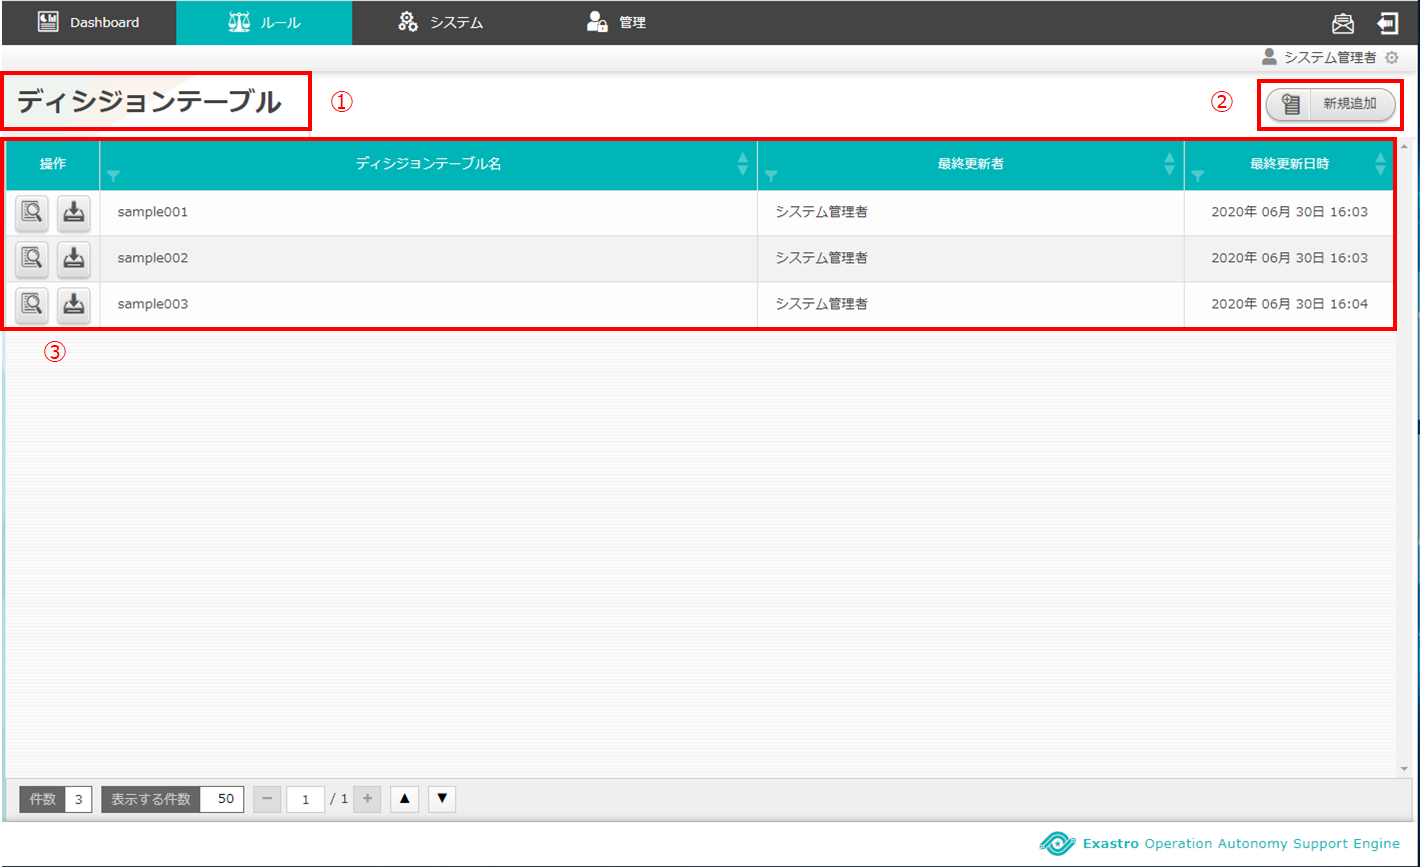 Dashboard ルール システム 管理
システム管理者
ディシジョンテーブル ① ② 新規追加
操作 ディシジョンテーブル名 最終更新者 最終更新日時
sample001 システム管理者 2020年 06月 30日 16:03
sample002 システム管理者 2020年 06月 30日 16:03
sample003 システム管理者 2020年 06月 30日 16:04
③
件数 3 表示する件数 50 − 1 / 1 + ▲ ▼
Exastro Operation Autonomy Support Engine